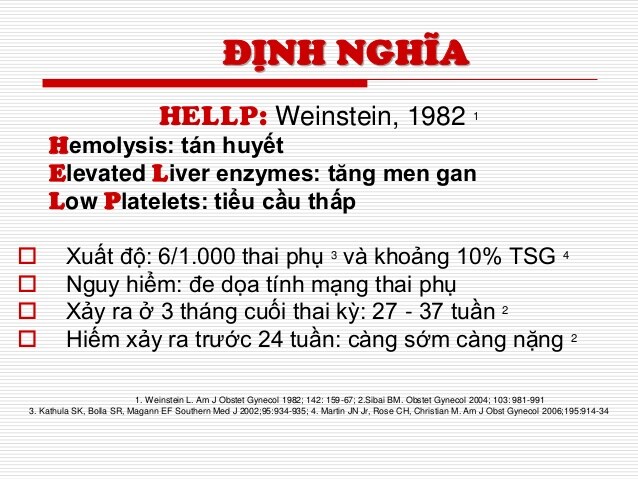 ĐỊNH NGHĨA
HELLP: Weinstein, 1982 1
Hemolysis: tán huyết
Elevated Liver enzymes: tăng men gan
Low Platelets: tiểu cầu thấp
Xuất độ: 6/1.000 thai phụ 3 và khoảng 10% TSG 4
Nguy hiểm: đe dọa tính mạng thai phụ
Xảy ra ở 3 tháng cuối thai kỳ: 27 - 37 tuần 2
Hiếm xảy ra trước 24 tuần: càng sớm càng nặng 2
1. Weinstein L. Am J Obstet Gynecol 1982; 142: 159-67; 2.Sibai BM. Obstet Gynecol 2004; 103: 981-991
3. Kathula SK, Bolla SR, Magann EF Southern Med J 2002;95:934-935; 4. Martin JN Jr, Rose CH, Christian M. Am J Obst Gynecol 2006;195:914-34